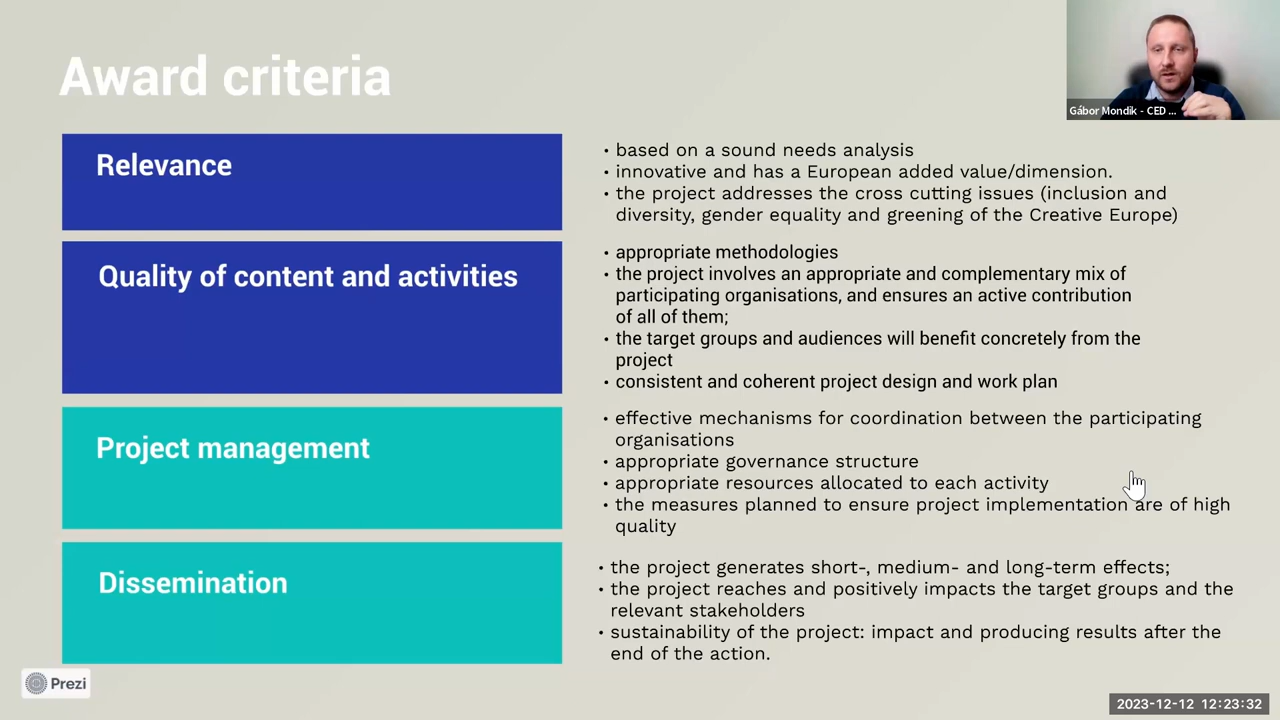 Award criteria
Gábor Mondik - CED ...
Relevance
• based on a sound needs analysis
• innovative and has a European added value/dimension.
• the project addresses the cross cutting issues (inclusion and
diversity, gender equality and greening of the Creative Europe)
Quality of content and activities
• appropriate methodologies
• the project involves an appropriate and complementary mix of
participating organisations, and ensures an active contribution
of all of them;
• the target groups and audiences will benefit concretely from the
project
• consistent and coherent project design and work plan
Project management
• effective mechanisms for coordination between the participating
organisations
• appropriate governance structure
• appropriate resources allocated to each activity
• the measures planned to ensure project implementation are of high
quality
Dissemination
• the project generates short-, medium- and long-term effects;
• the project reaches and positively impacts the target groups and the
relevant stakeholders
• sustainability of the project: impact and producing results after the
end of the action.
Prezi
2023-12-12 12:23:32